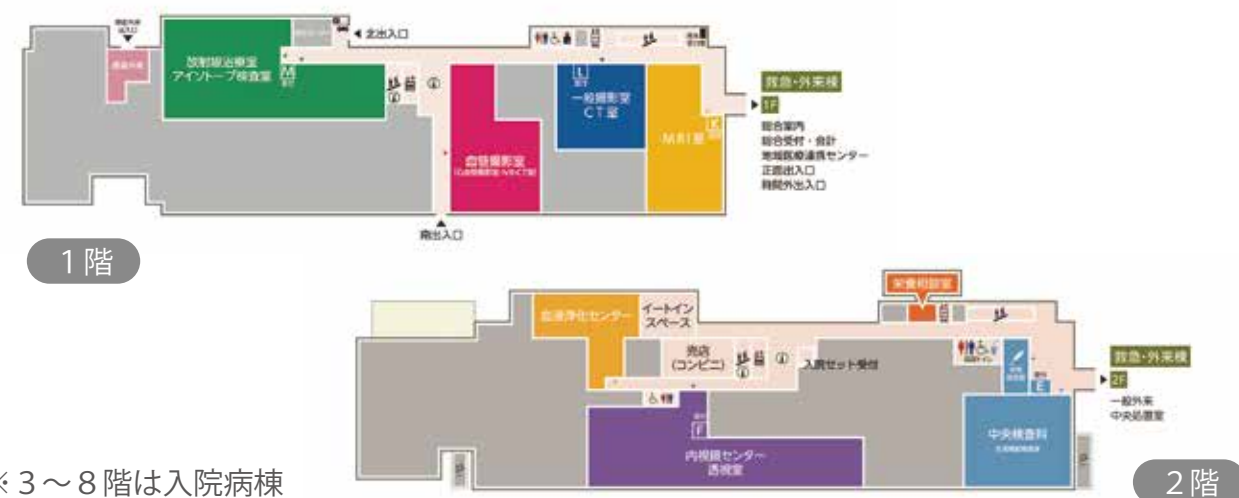 北出入口
放射線治療室
アイソトープ検査室
M
L
一般撮影室
CT室
K
MRI室
血管撮影室
南出入口
救急・外来棟
1F
総合案内
総合受付・会計
地域医療連携センター
正面出入口
時間外出入口
1階
栄養相談室
血液浄化センター
イートイン
スペース
売店
(コンビニ)
入院セット受付
E
F
内視鏡センター
透視室
中央検査科
救急・外来棟
2F
一般外来
中央処置室
※3～8階は入院病棟
2階